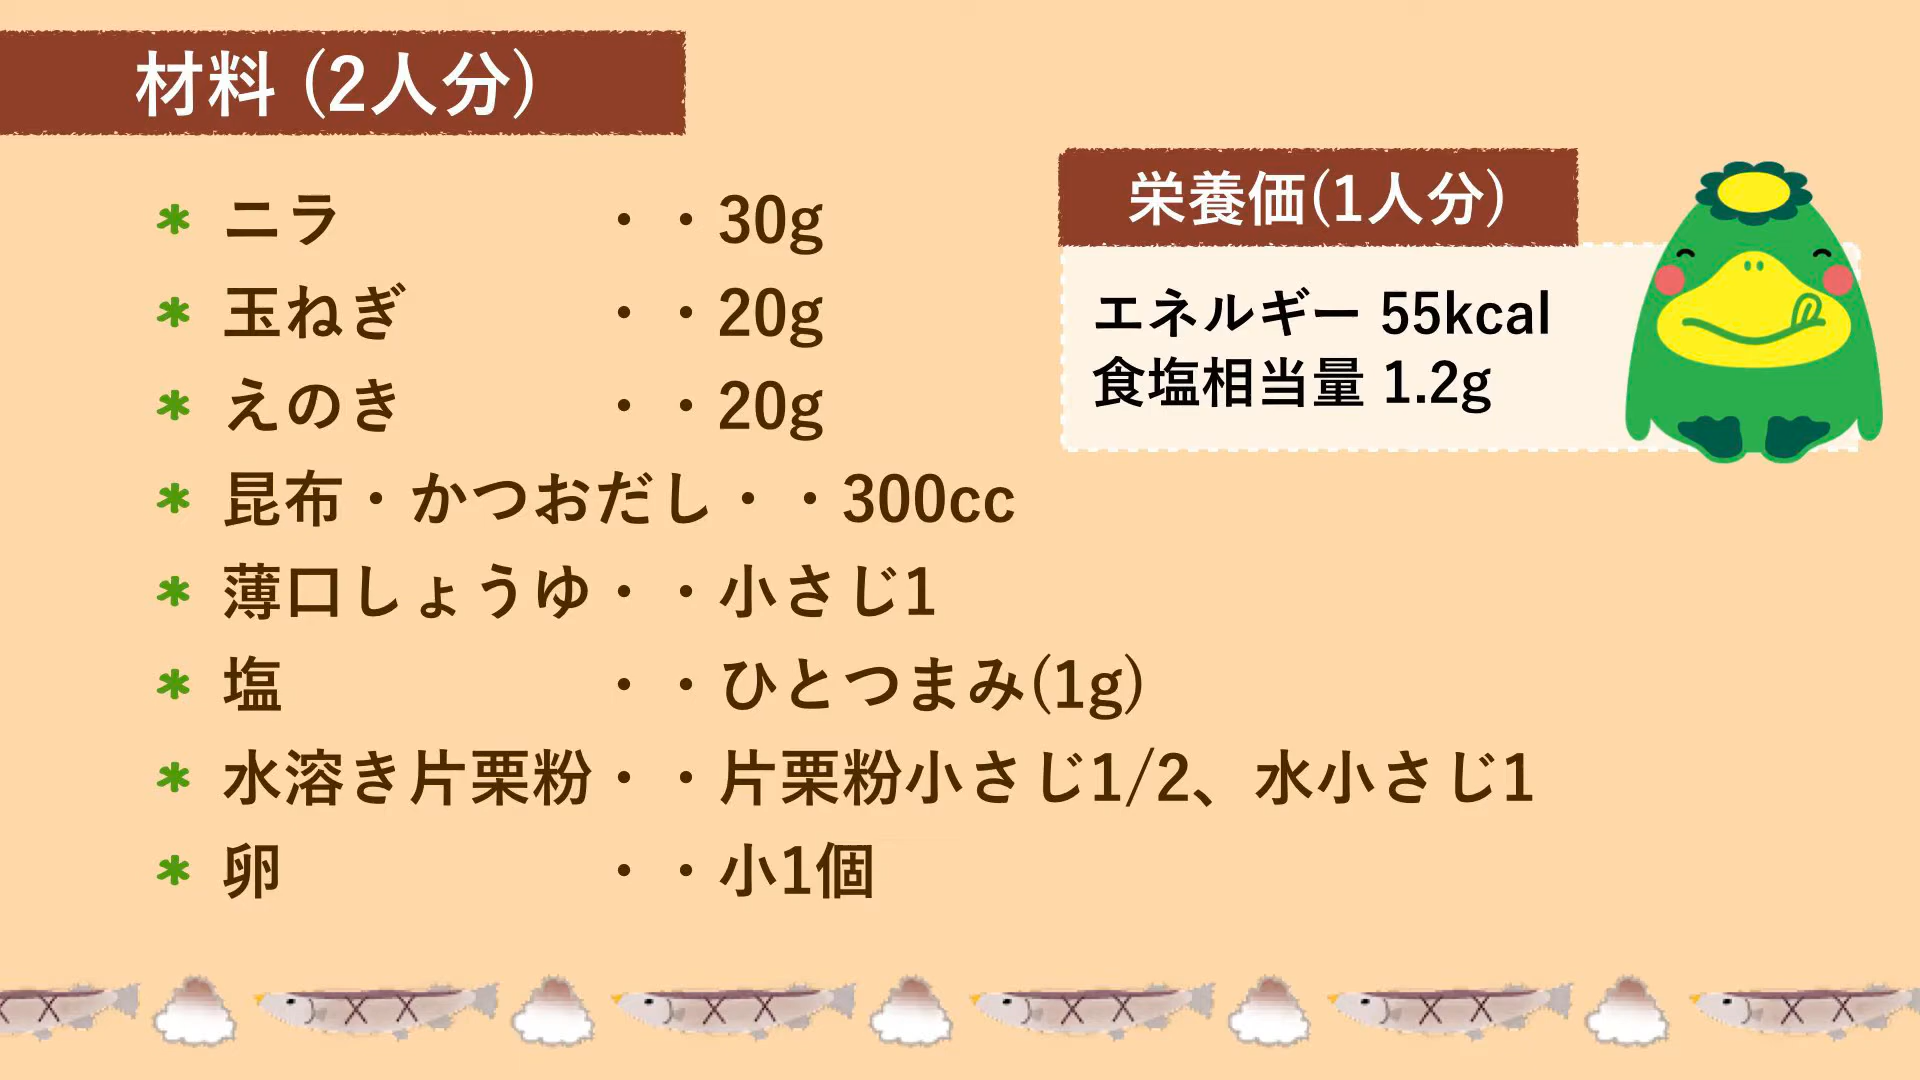 材料 (2人分)
* ニラ ・・30g
* 玉ねぎ ・・20g
* えのき ・・20g
* 昆布・かつおだし・・300cc
* 薄口しょうゆ・・小さじ1
* 塩 ・・ひとつまみ(1g)
* 水溶き片栗粉・・片栗粉小さじ1/2、水小さじ1
* 卵 ・・小1個
栄養価(1人分)
エネルギー 55kcal
食塩相当量 1.2g